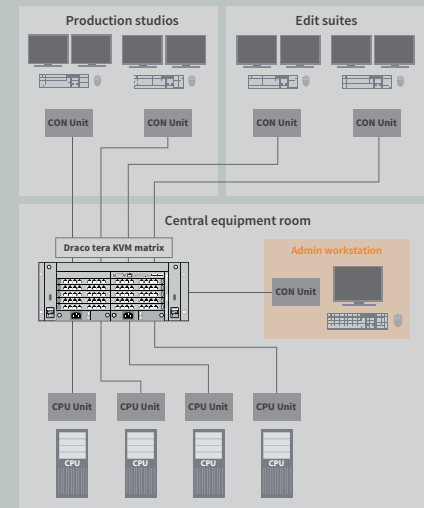 Production studios
Edit suites
CON Unit
CON Unit
CON Unit
CON Unit
Central equipment room
Draco tera KVM matrix
Admin workstation
CON Unit
CPU Unit
CPU Unit
CPU Unit
CPU Unit
CPU
CPU
CPU
CPU